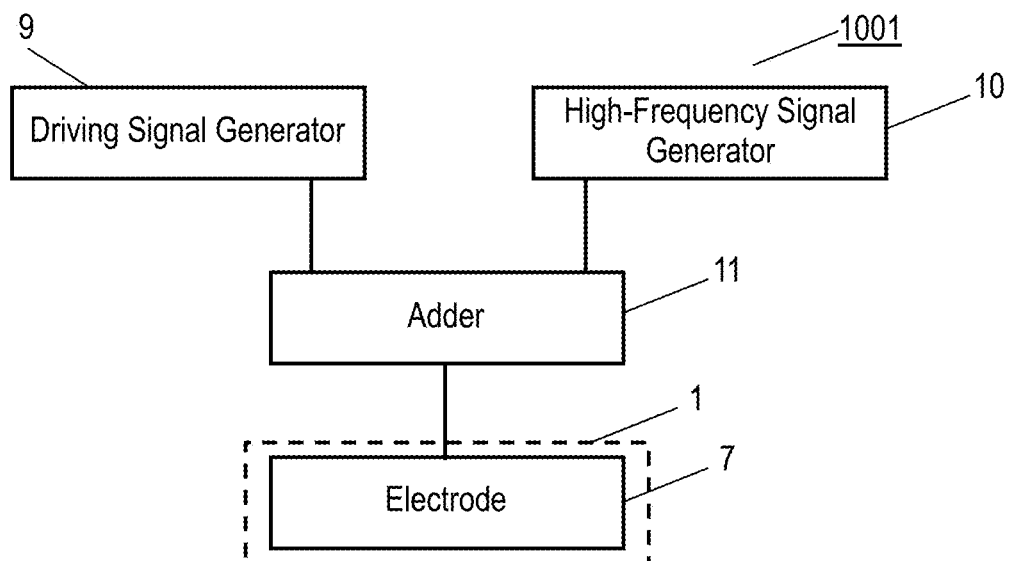 9
1001
Driving Signal Generator
High-Frequency Signal
Generator
10
Adder
11
1
Electrode
7